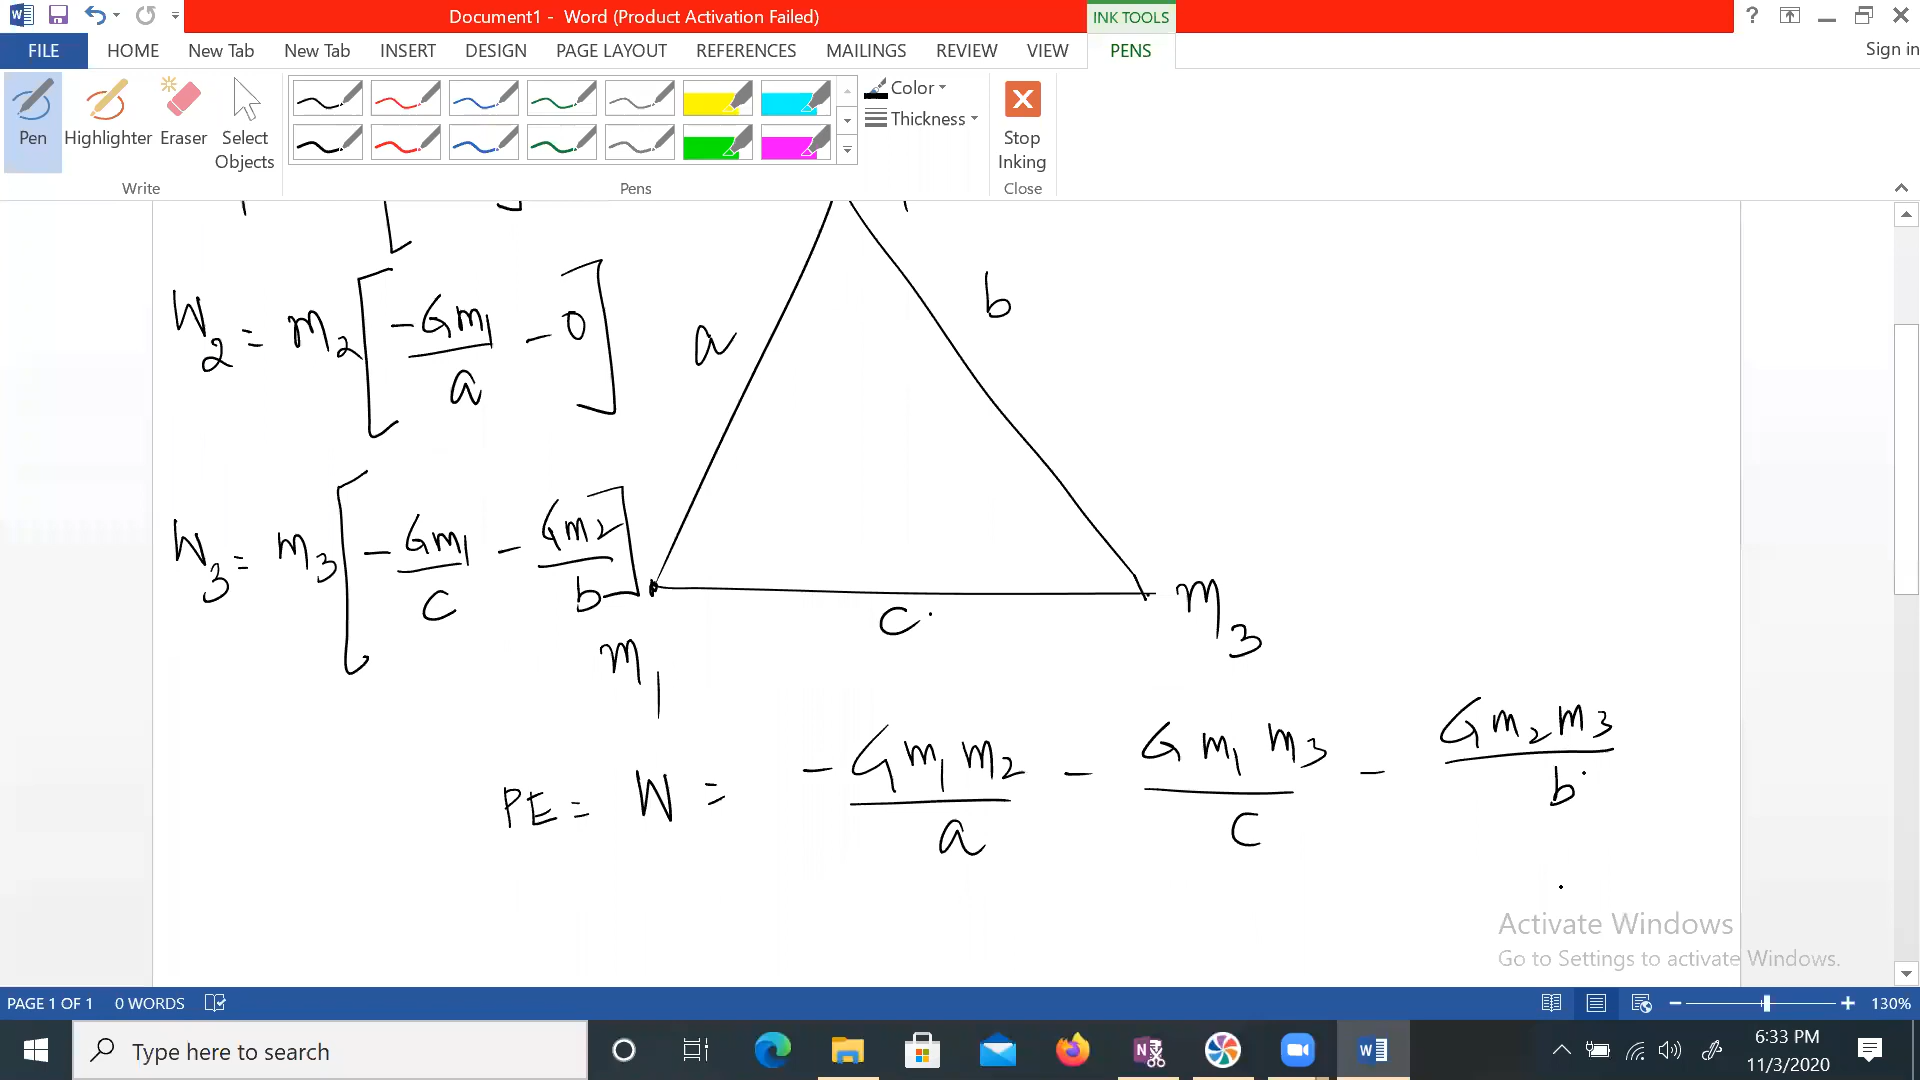 Document1 - Word (Product Activation Failed)
INK TOOLS
?
FILE HOME New Tab New Tab INSERT DESIGN PAGE LAYOUT REFERENCES MAILINGS REVIEW VIEW PENS Sign in
Pen Highlighter Eraser Select Objects
Color
Thickness
Stop Inking
Write Pens Close
W₂ = m₂ [ -Gm₁/a - 0 ]
a
b
W₃ = m₃ [ -Gm₁/c - Gm₂/b ]
c
m₁
m₃
PE = W = -Gm₁m₂/a - Gm₁m₃/c - Gm₂m₃/b
Activate Windows
Go to Settings to activate Windows.
PAGE 1 OF 1 0 WORDS 130%
Type here to search
6:33 PM
11/3/2020